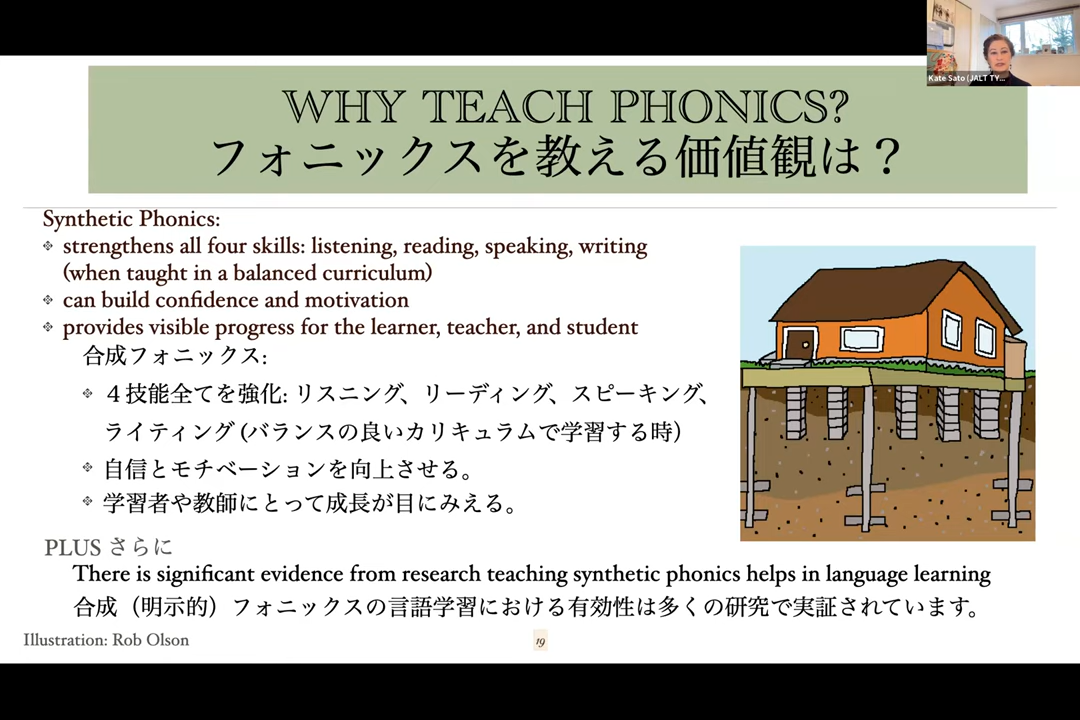 Kate Sato (JALT TY...
WHY TEACH PHONICS?
フォニックスを教える価値観は？
Synthetic Phonics:
strengthens all four skills: listening, reading, speaking, writing
(when taught in a balanced curriculum)
can build confidence and motivation
provides visible progress for the learner, teacher, and student
合成フォニックス:
４技能全てを強化: リスニング、リーディング、スピーキング、
ライティング (バランスの良いカリキュラムで学習する時）
自信とモチベーションを向上させる。
学習者や教師にとって成長が目にみえる。
PLUS さらに
There is significant evidence from research teaching synthetic phonics helps in language learning
合成（明示的）フォニックスの言語学習における有効性は多くの研究で実証されています。
Illustration: Rob Olson
19